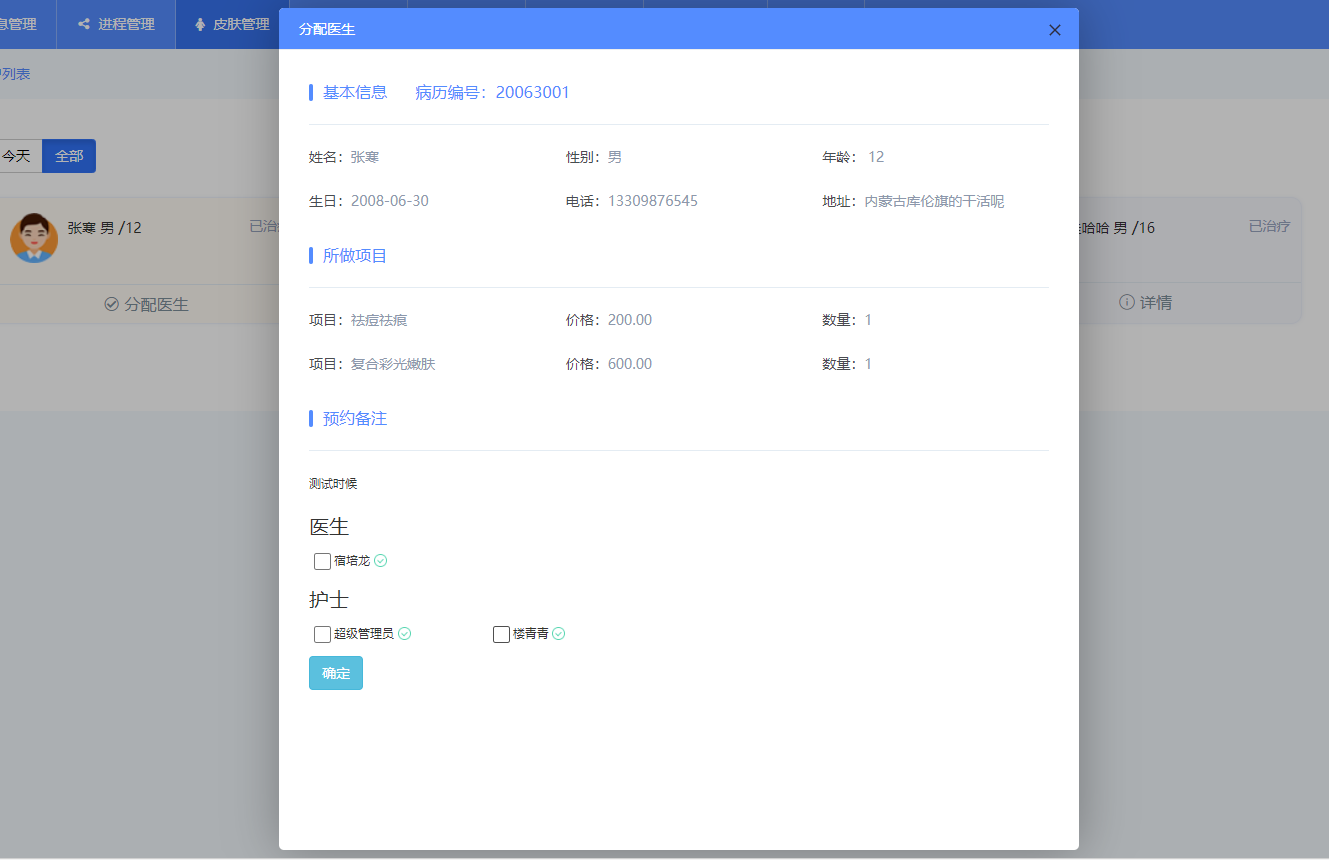 息管理 进程管理 皮肤管理
分配医生
列表
基本信息 病历编号：20063001
今天 全部
姓名：张寒 性别：男 年龄： 12
生日：2008-06-30 电话：13309876545 地址：内蒙古库伦旗的干活呢
张寒 男 /12 已治
哈哈 男 /16 已治疗
所做项目
分配医生
详情
项目：祛痘祛痕 价格：200.00 数量：1
项目：复合彩光嫩肤 价格：600.00 数量：1
预约备注
测试时候
医生
宿培龙
护士
超级管理员 楼青青
确定